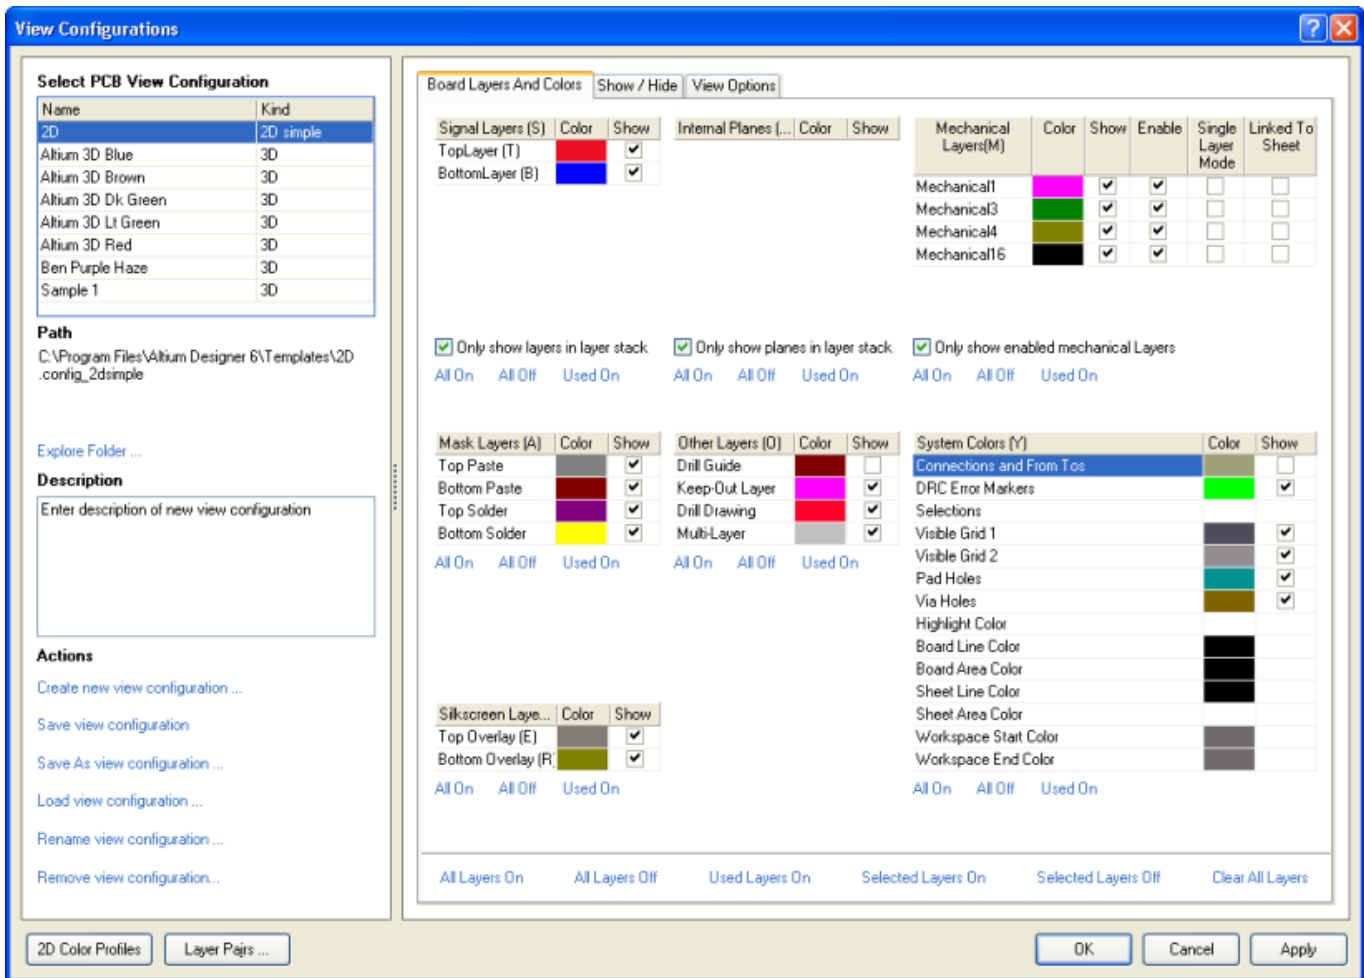 View Configurations
Select PCB View Configuration
Name Kind
2D 2D simple
Altium 3D Blue 3D
Altium 3D Brown 3D
Altium 3D Dk Green 3D
Altium 3D Lt Green 3D
Altium 3D Red 3D
Ben Purple Haze 3D
Sample 1 3D
Path
C:\Program Files\Altium Designer 6\Templates\2D
.config_2dsimple
Explore Folder ...
Description
Enter description of new view configuration
Actions
Create new view configuration ...
Save view configuration
Save As view configuration ...
Load view configuration ...
Rename view configuration ...
Remove view configuration...
Board Layers And Colors Show / Hide View Options
Signal Layers (S) Color Show
TopLayer (T)
BottomLayer (B)
Only show layers in layer stack
All On All Off Used On
Internal Planes (... Color Show
Only show planes in layer stack
All On All Off Used On
Mechanical Layers(M) Color Show Enable Single Layer Mode Linked To Sheet
Mechanical1
Mechanical3
Mechanical4
Mechanical16
Only show enabled mechanical Layers
All On All Off Used On
Mask Layers (A) Color Show
Top Paste
Bottom Paste
Top Solder
Bottom Solder
All On All Off Used On
Other Layers (O) Color Show
Drill Guide
Keep-Out Layer
Drill Drawing
Multi-Layer
All On All Off Used On
System Colors (Y) Color Show
Connections and From Tos
DRC Error Markers
Selections
Visible Grid 1
Visible Grid 2
Pad Holes
Via Holes
Highlight Color
Board Line Color
Board Area Color
Sheet Line Color
Sheet Area Color
Workspace Start Color
Workspace End Color
All On All Off Used On
Silkscreen Laye... Color Show
Top Overlay (E)
Bottom Overlay (R)
All On All Off Used On
All Layers On All Layers Off Used Layers On Selected Layers On Selected Layers Off Clear All Layers
2D Color Profiles Layer Pairs ... OK Cancel Apply